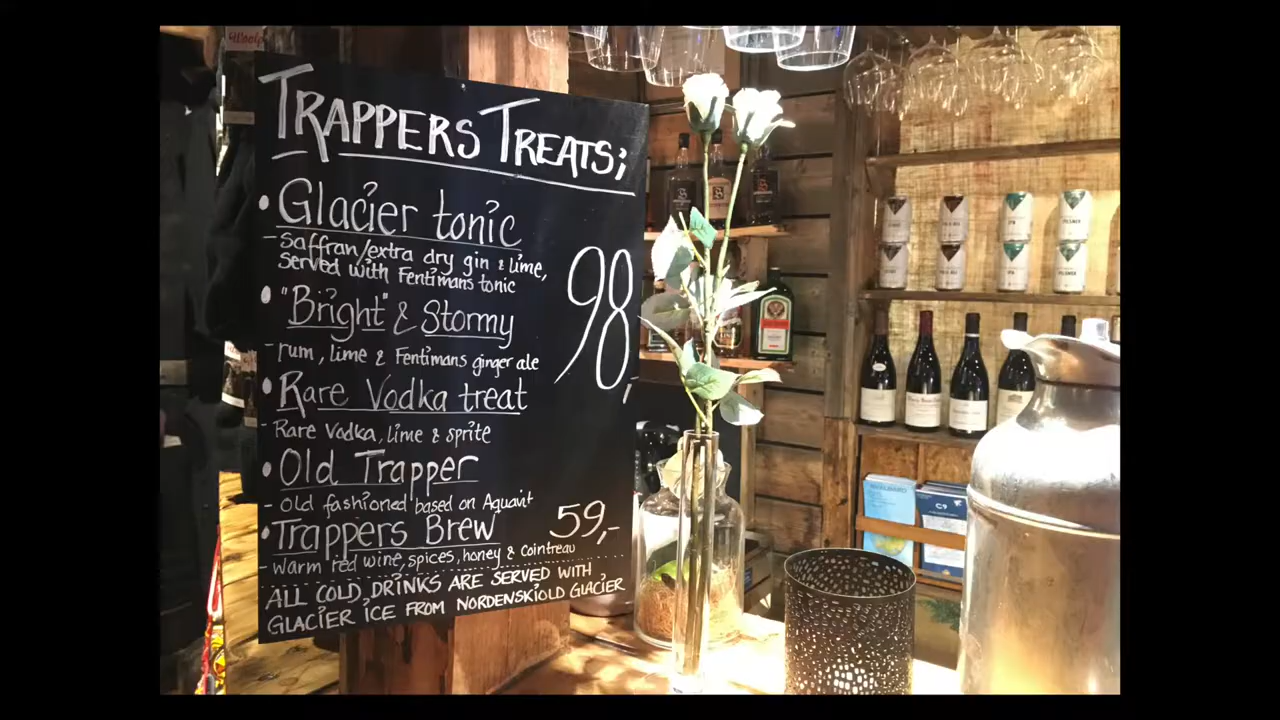 TRAPPERS TREATS;
• Glacier tonic
- Saffran/extra dry gin & lime,
served with Fentimans tonic
98,-
• "Bright" & Stormy
- rum, lime & Fentimans ginger ale
• Rare Vodka treat
- Rare Vodka, lime & sprite
• Old Trapper
- Old fashioned based on Aquavit
• Trappers Brew
59,-
- warm red wine, spices, honey & Cointreau
ALL COLD DRINKS ARE SERVED WITH
GLACIER ICE FROM NORDENSKIOLD GLACIER